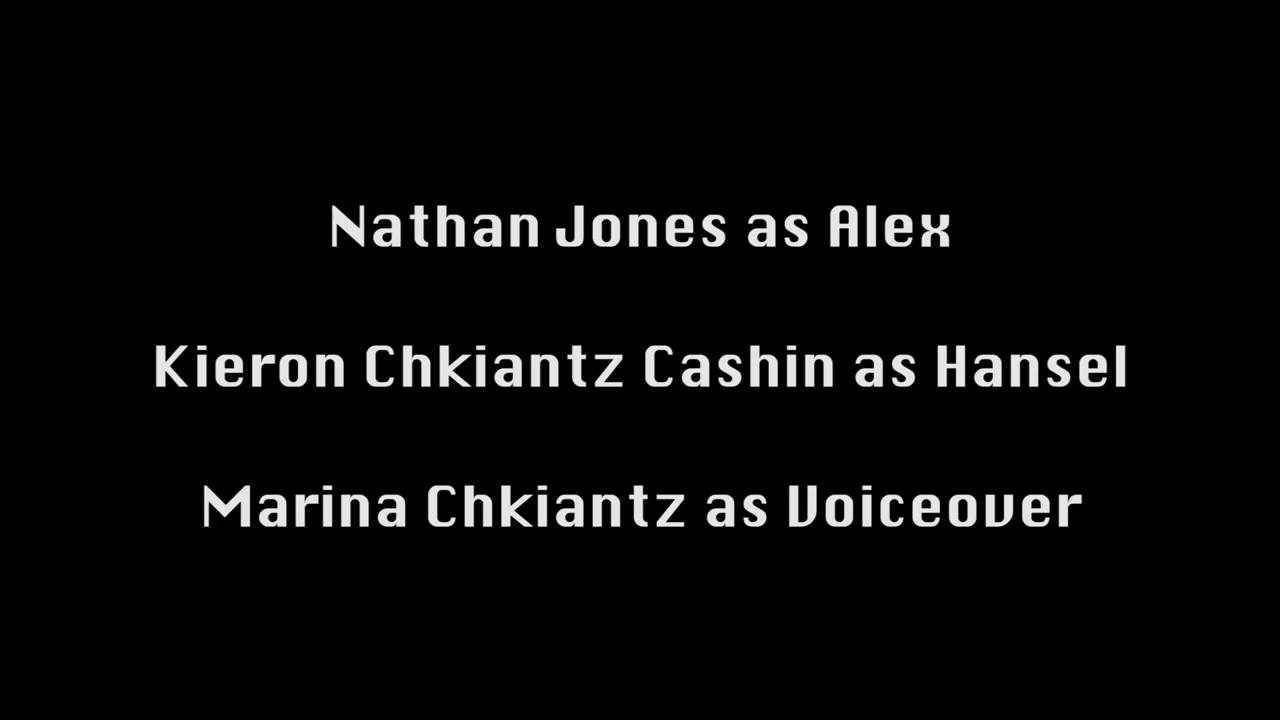 Nathan Jones as Alex
Kieron Chkiantz Cashin as Hansel
Marina Chkiantz as Voiceover